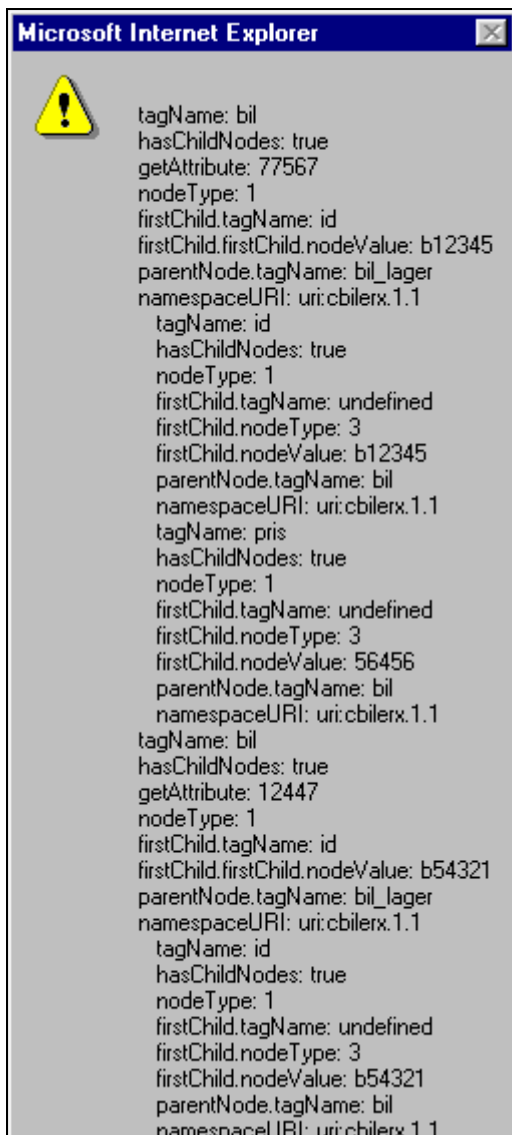 Microsoft Internet Explorer
tagName: bil
hasChildNodes: true
getAttribute: 77567
nodeType: 1
firstChild.tagName: id
firstChild.firstChild.nodeValue: b12345
parentNode.tagName: bil_lager
namespaceURI: uri:cbilerx.1.1
tagName: id
hasChildNodes: true
nodeType: 1
firstChild.tagName: undefined
firstChild.nodeType: 3
firstChild.nodeValue: b12345
parentNode.tagName: bil
namespaceURI: uri:cbilerx.1.1
tagName: pris
hasChildNodes: true
nodeType: 1
firstChild.tagName: undefined
firstChild.nodeType: 3
firstChild.nodeValue: 56456
parentNode.tagName: bil
namespaceURI: uri:cbilerx.1.1
tagName: bil
hasChildNodes: true
getAttribute: 12447
nodeType: 1
firstChild.tagName: id
firstChild.firstChild.nodeValue: b54321
parentNode.tagName: bil_lager
namespaceURI: uri:cbilerx.1.1
tagName: id
hasChildNodes: true
nodeType: 1
firstChild.tagName: undefined
firstChild.nodeType: 3
firstChild.nodeValue: b54321
parentNode.tagName: bil
namespaceURI: uri:cbilerx.1.1